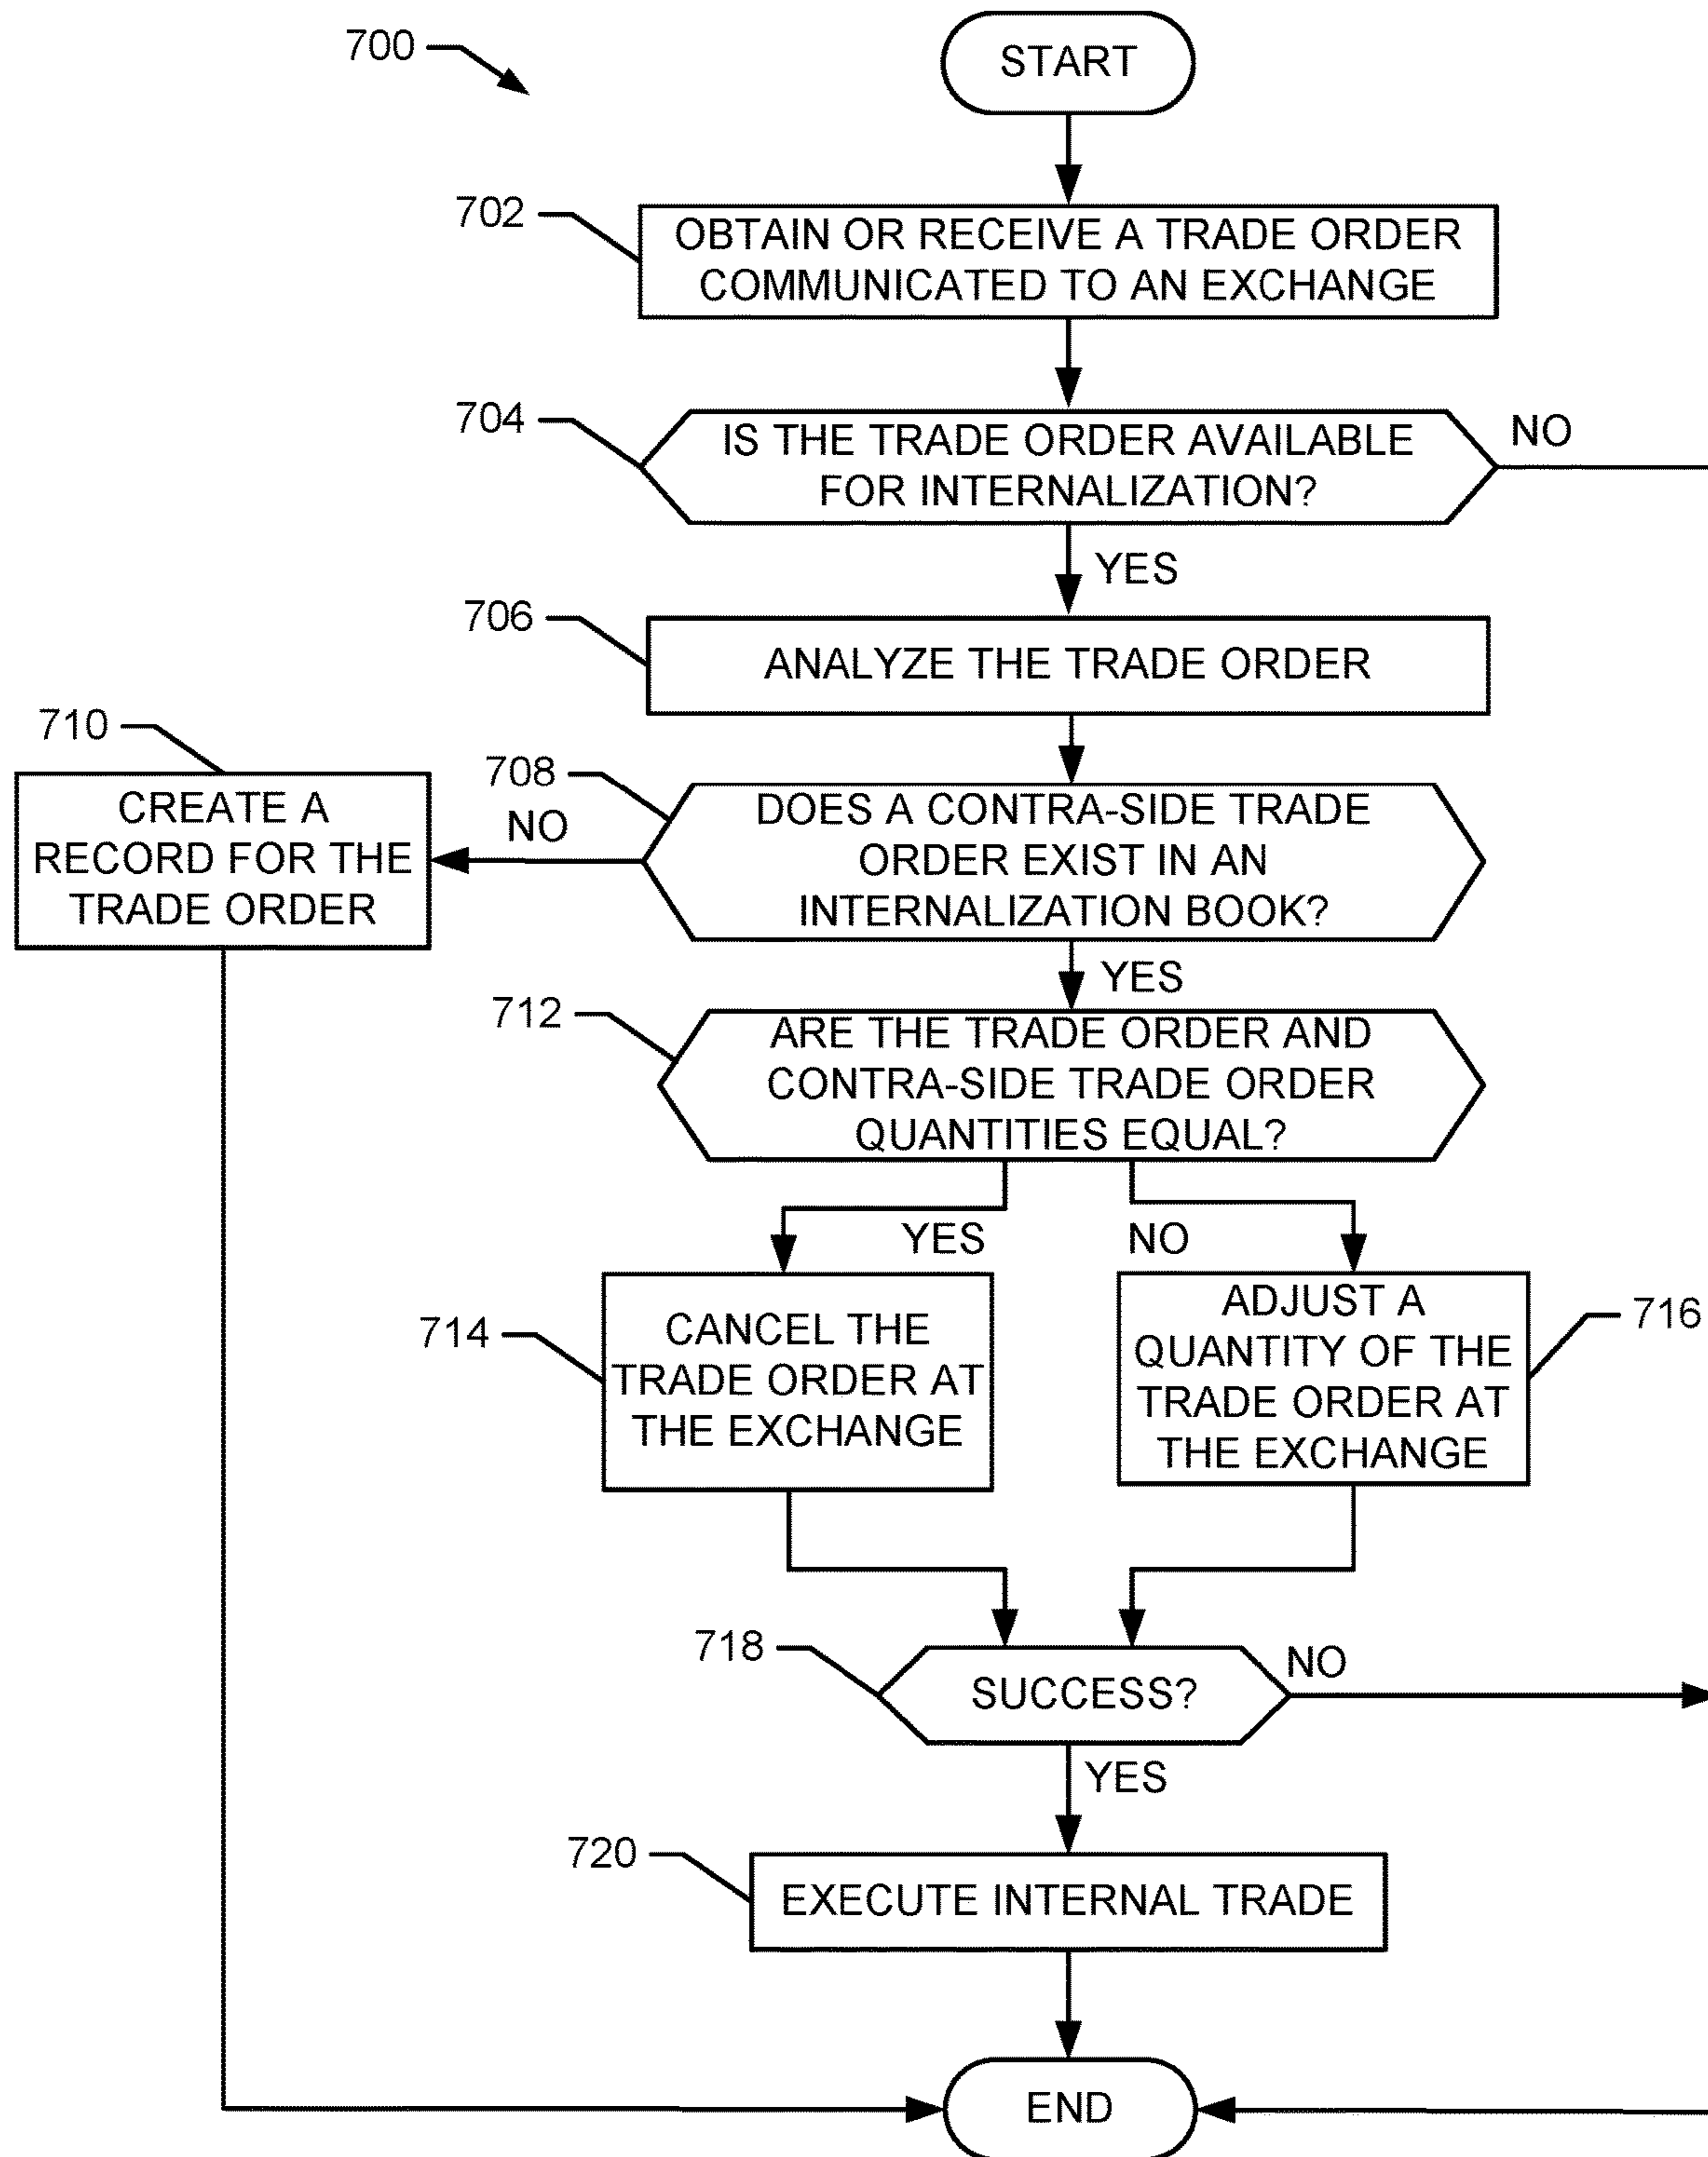 700
START
702
OBTAIN OR RECEIVE A TRADE ORDER
COMMUNICATED TO AN EXCHANGE
704
IS THE TRADE ORDER AVAILABLE
FOR INTERNALIZATION?
NO
YES
706
ANALYZE THE TRADE ORDER
710
CREATE A
RECORD FOR THE
TRADE ORDER
708
NO
DOES A CONTRA-SIDE TRADE
ORDER EXIST IN AN
INTERNALIZATION BOOK?
YES
712
ARE THE TRADE ORDER AND
CONTRA-SIDE TRADE ORDER
QUANTITIES EQUAL?
YES
NO
714
CANCEL THE
TRADE ORDER AT
THE EXCHANGE
ADJUST A
QUANTITY OF THE
TRADE ORDER AT
THE EXCHANGE
716
718
SUCCESS?
NO
YES
720
EXECUTE INTERNAL TRADE
END